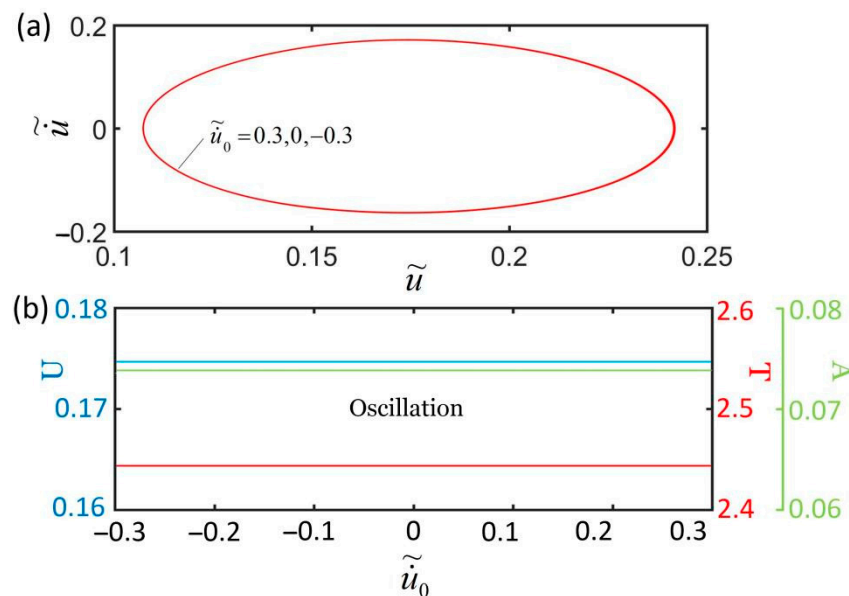 (a)
0.2
0
−0.2
0.1 0.15 0.2 0.25
ũ̇
ũ̇₀ = 0.3, 0, −0.3
ũ
(b)
0.18
0.17
0.16
U
Oscillation
2.6
2.5
2.4
T
0.08
0.07
0.06
A
−0.3 −0.2 −0.1 0 0.1 0.2 0.3
ũ̇₀